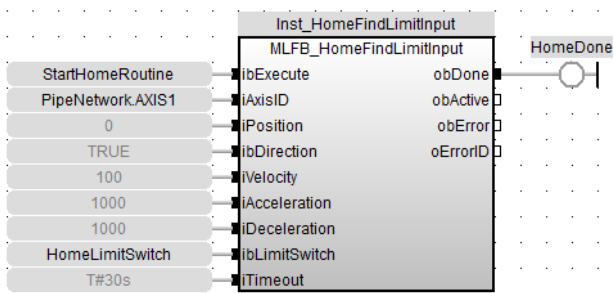 Inst_HomeFindLimitInput
MLFB_HomeFindLimitInput
HomeDone
StartHomeRoutine ibExecute obDone
PipeNetwork.AXIS1 iAxisID obActive
0 iPosition obError
TRUE ibDirection oErrorID
100 iVelocity
1000 iAcceleration
1000 iDeceleration
HomeLimitSwitch ibLimitSwitch
T#30s iTimeout